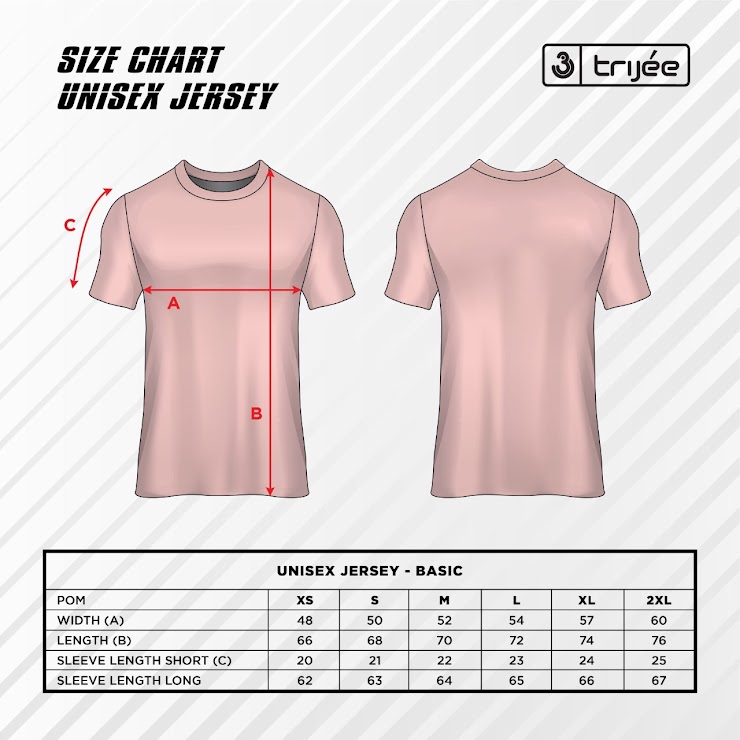 SIZE CHART
UNISEX JERSEY
trijée
C
A
B
UNISEX JERSEY - BASIC
POM XS S M L XL 2XL
WIDTH (A) 48 50 52 54 57 60
LENGTH (B) 66 68 70 72 74 76
SLEEVE LENGTH SHORT (C) 20 21 22 23 24 25
SLEEVE LENGTH LONG 62 63 64 65 66 67